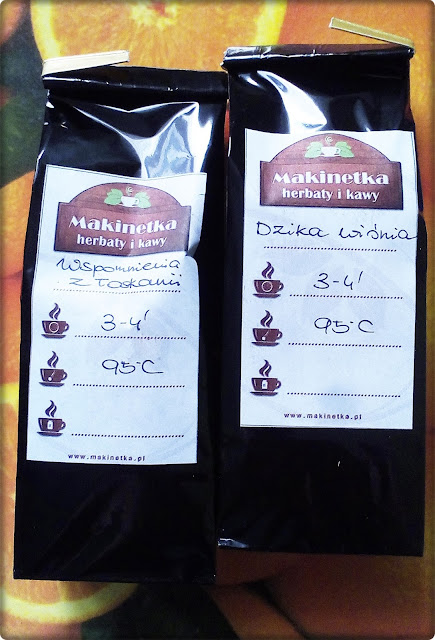 Makinetka
herbaty i kawy
Wspomnienia
z Toskanii
3-4'
95°C
www.makinetka.pl
Makinetka
herbaty i kawy
Dzika wiśnia
3-4'
95°C
www.makinetka.pl